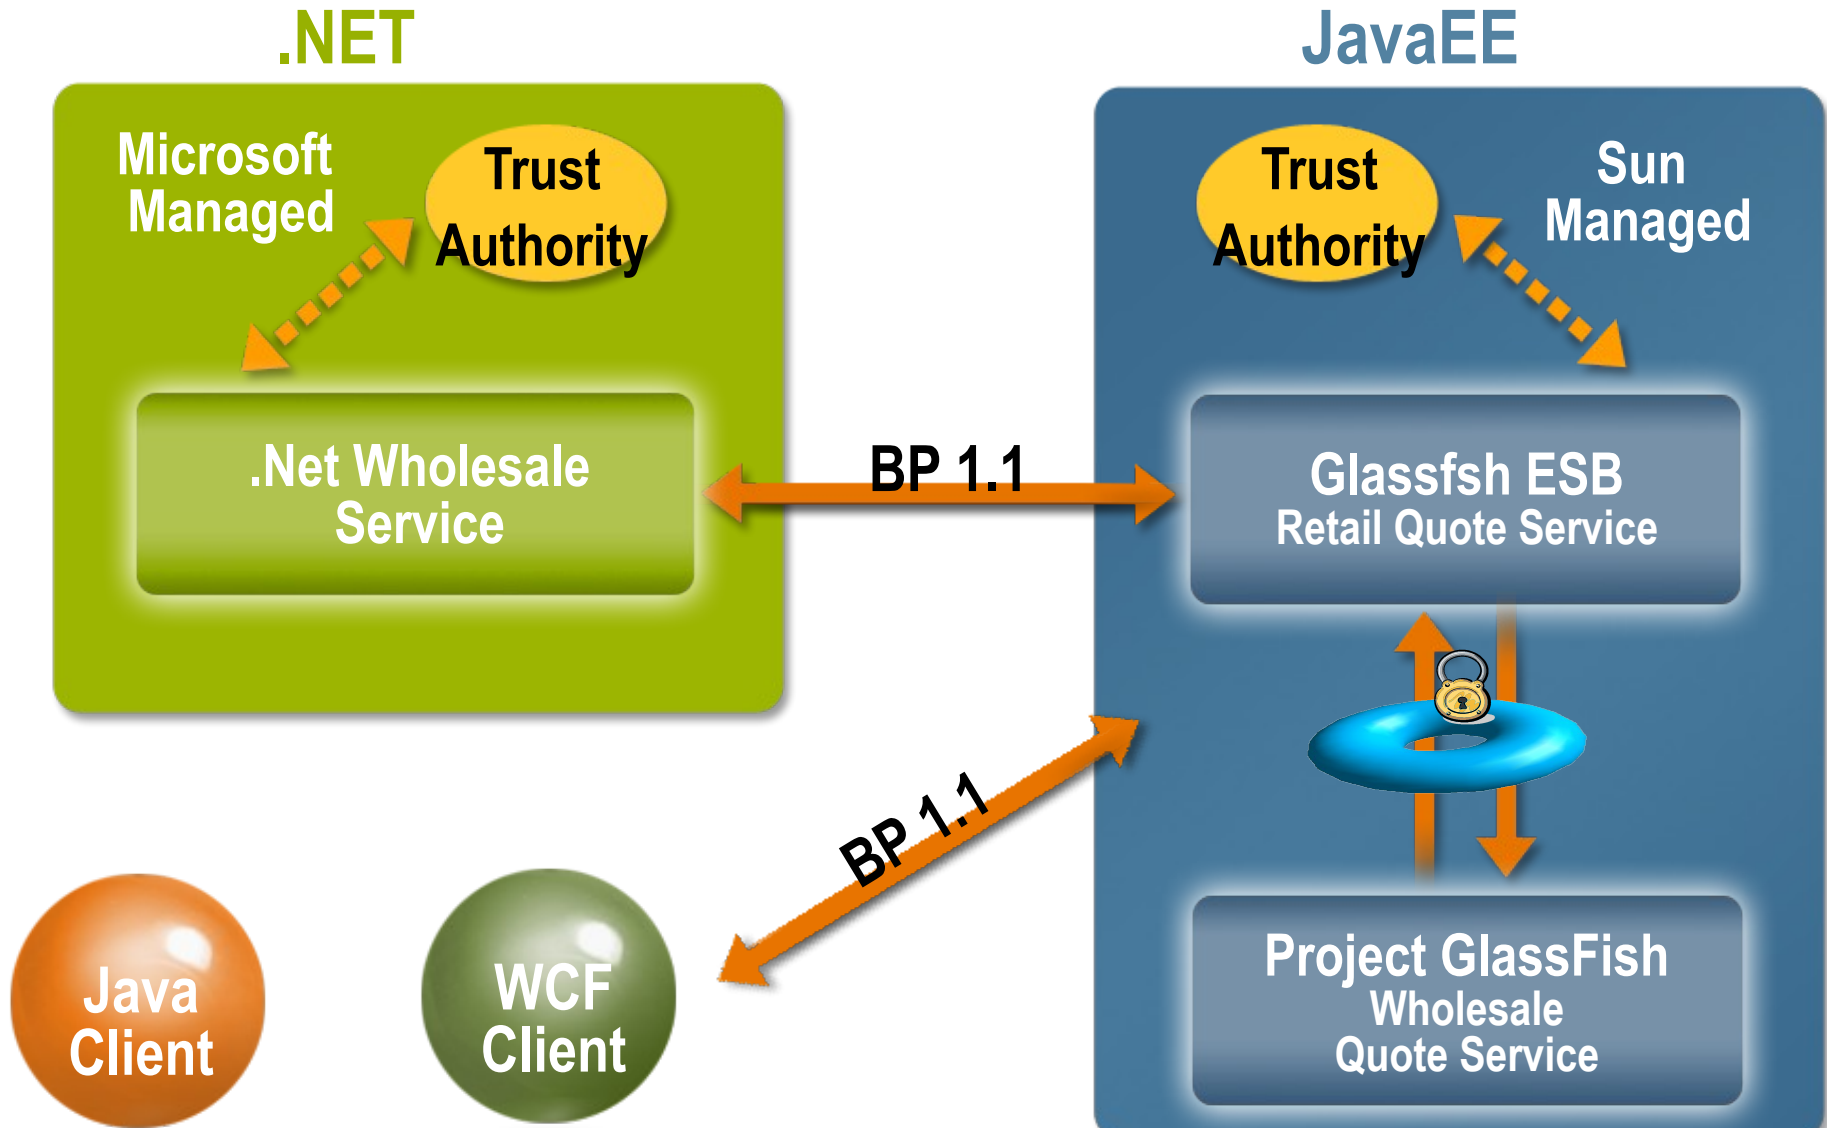 .NET
JavaEE
Microsoft
Managed
Trust
Authority
Trust
Authority
Sun
Managed
.Net Wholesale
Service
BP 1.1
Glassfsh ESB
Retail Quote Service
BP 1.1
Java
Client
WCF
Client
Project GlassFish
Wholesale
Quote Service